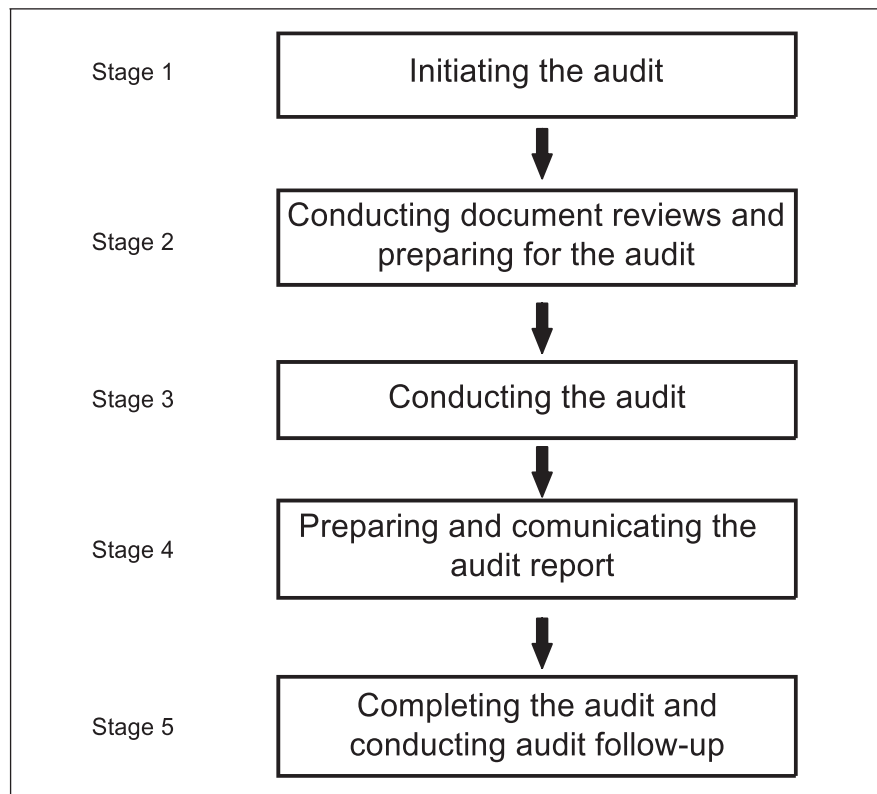 Stage 1
Initiating the audit
Stage 2
Conducting document reviews and
preparing for the audit
Stage 3
Conducting the audit
Stage 4
Preparing and comunicating the
audit report
Stage 5
Completing the audit and
conducting audit follow-up